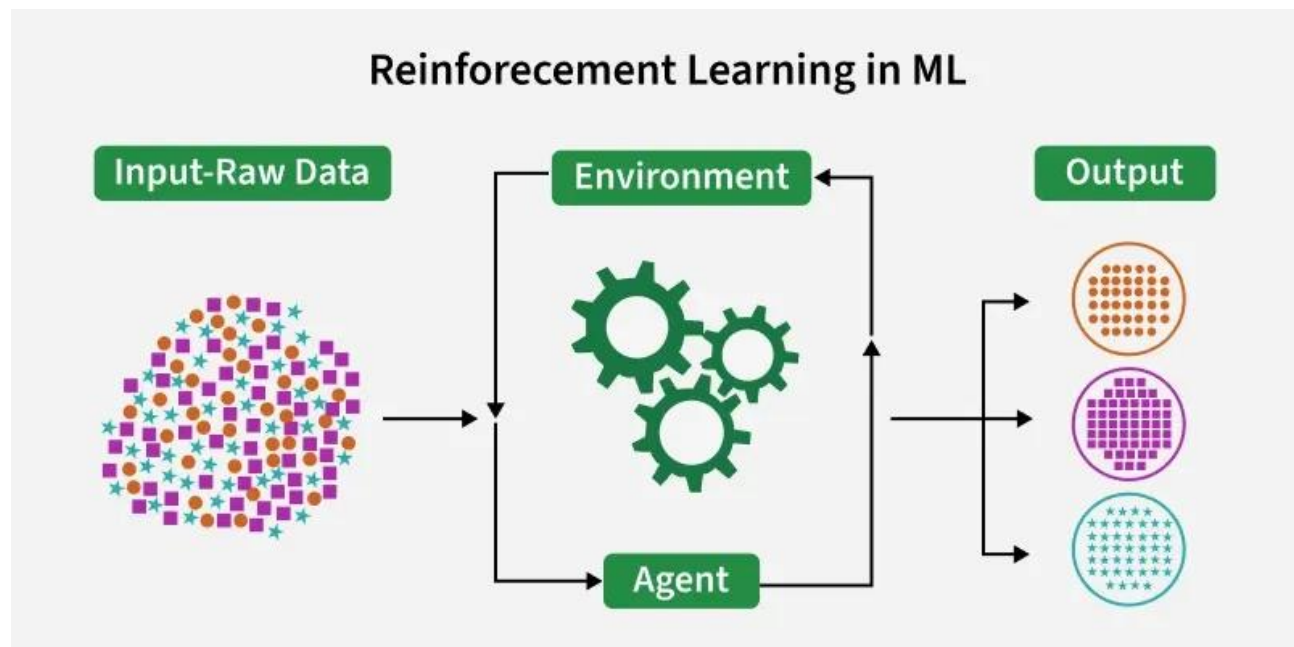 Reinforecement Learning in ML
Input-Raw Data
Environment
Output
Agent